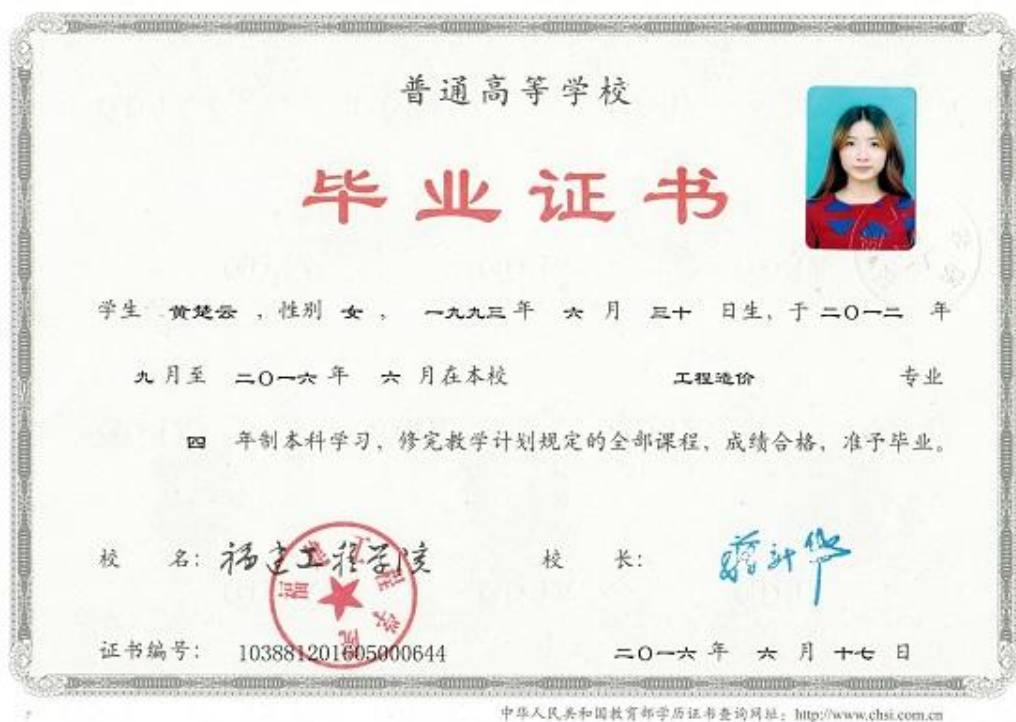 普通高等学校
毕业证书
学生 黄楚云 ，性别 女 ， 一九九三 年 六 月 三十 日生，于 二〇一二 年
九 月至 二〇一六 年 六 月在本校 工程造价 专业
四 年制本科学习，修完教学计划规定的全部课程，成绩合格，准予毕业。
校 名：福建工程学院 校 长：
福建工程学院
证书编号： 103881201605000644 二〇一六 年 六 月 十七 日
中华人民共和国教育部学历证书查询网址：http://www.chsi.com.cn